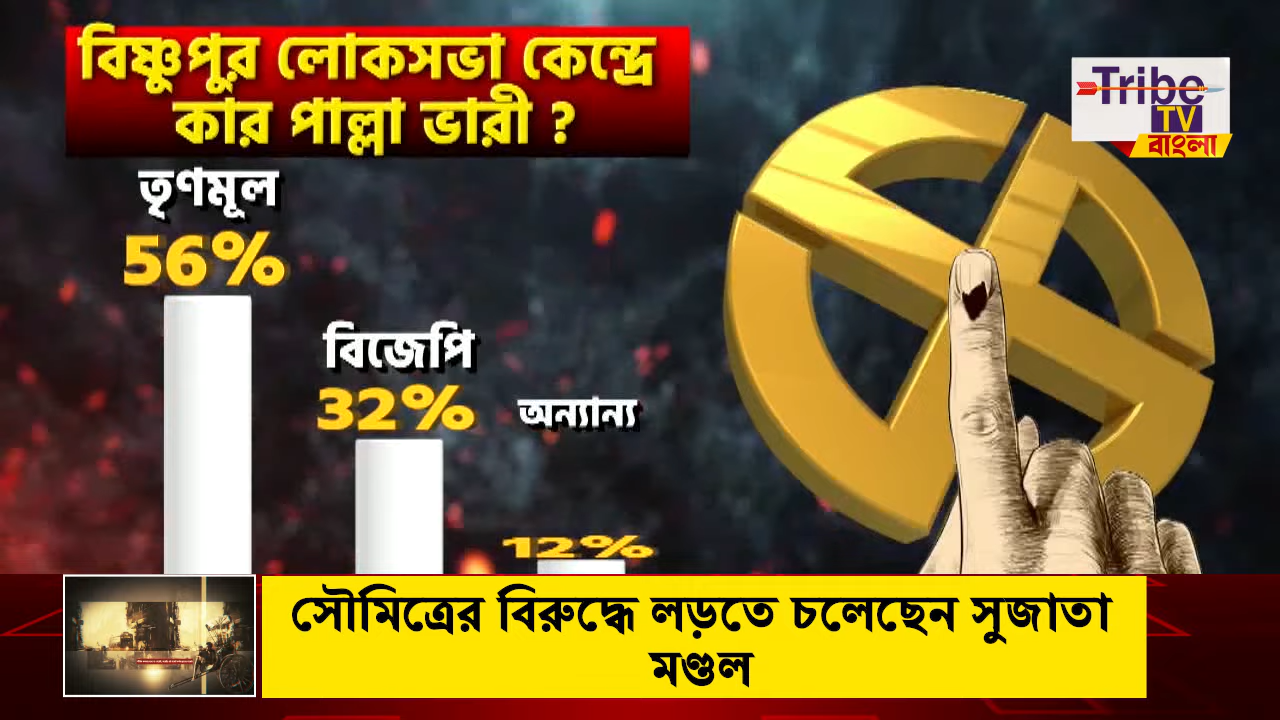 বিষ্ণুপুর লোকসভা কেন্দ্রে
কার পাল্লা ভারী ?
Tribe
TV
বাংলা
তৃণমূল
56%
বিজেপি
32%
অন্যান্য
12%
সৌমিত্রের বিরুদ্ধে লড়তে চলেছেন সুজাতা
মণ্ডল